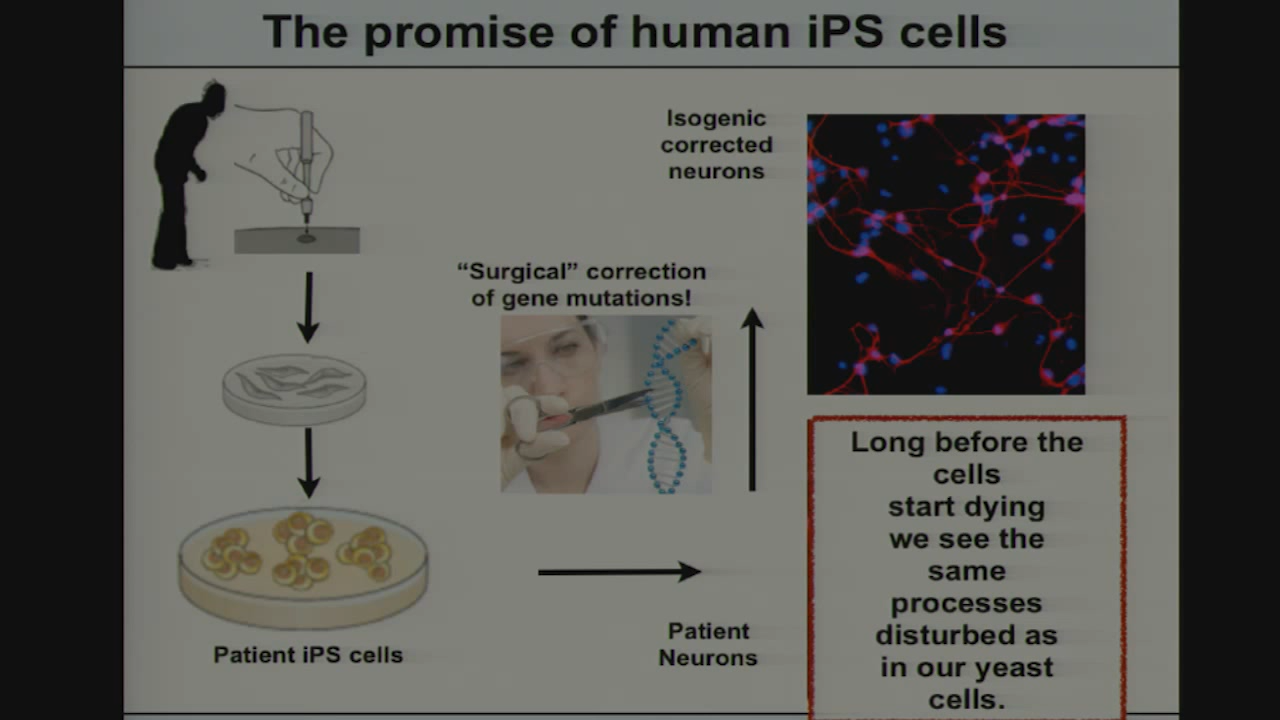 The promise of human iPS cells
Isogenic
corrected
neurons
“Surgical” correction
of gene mutations!
Long before the
cells
start dying
we see the
same
processes
disturbed as
in our yeast
cells.
Patient
Neurons
Patient iPS cells